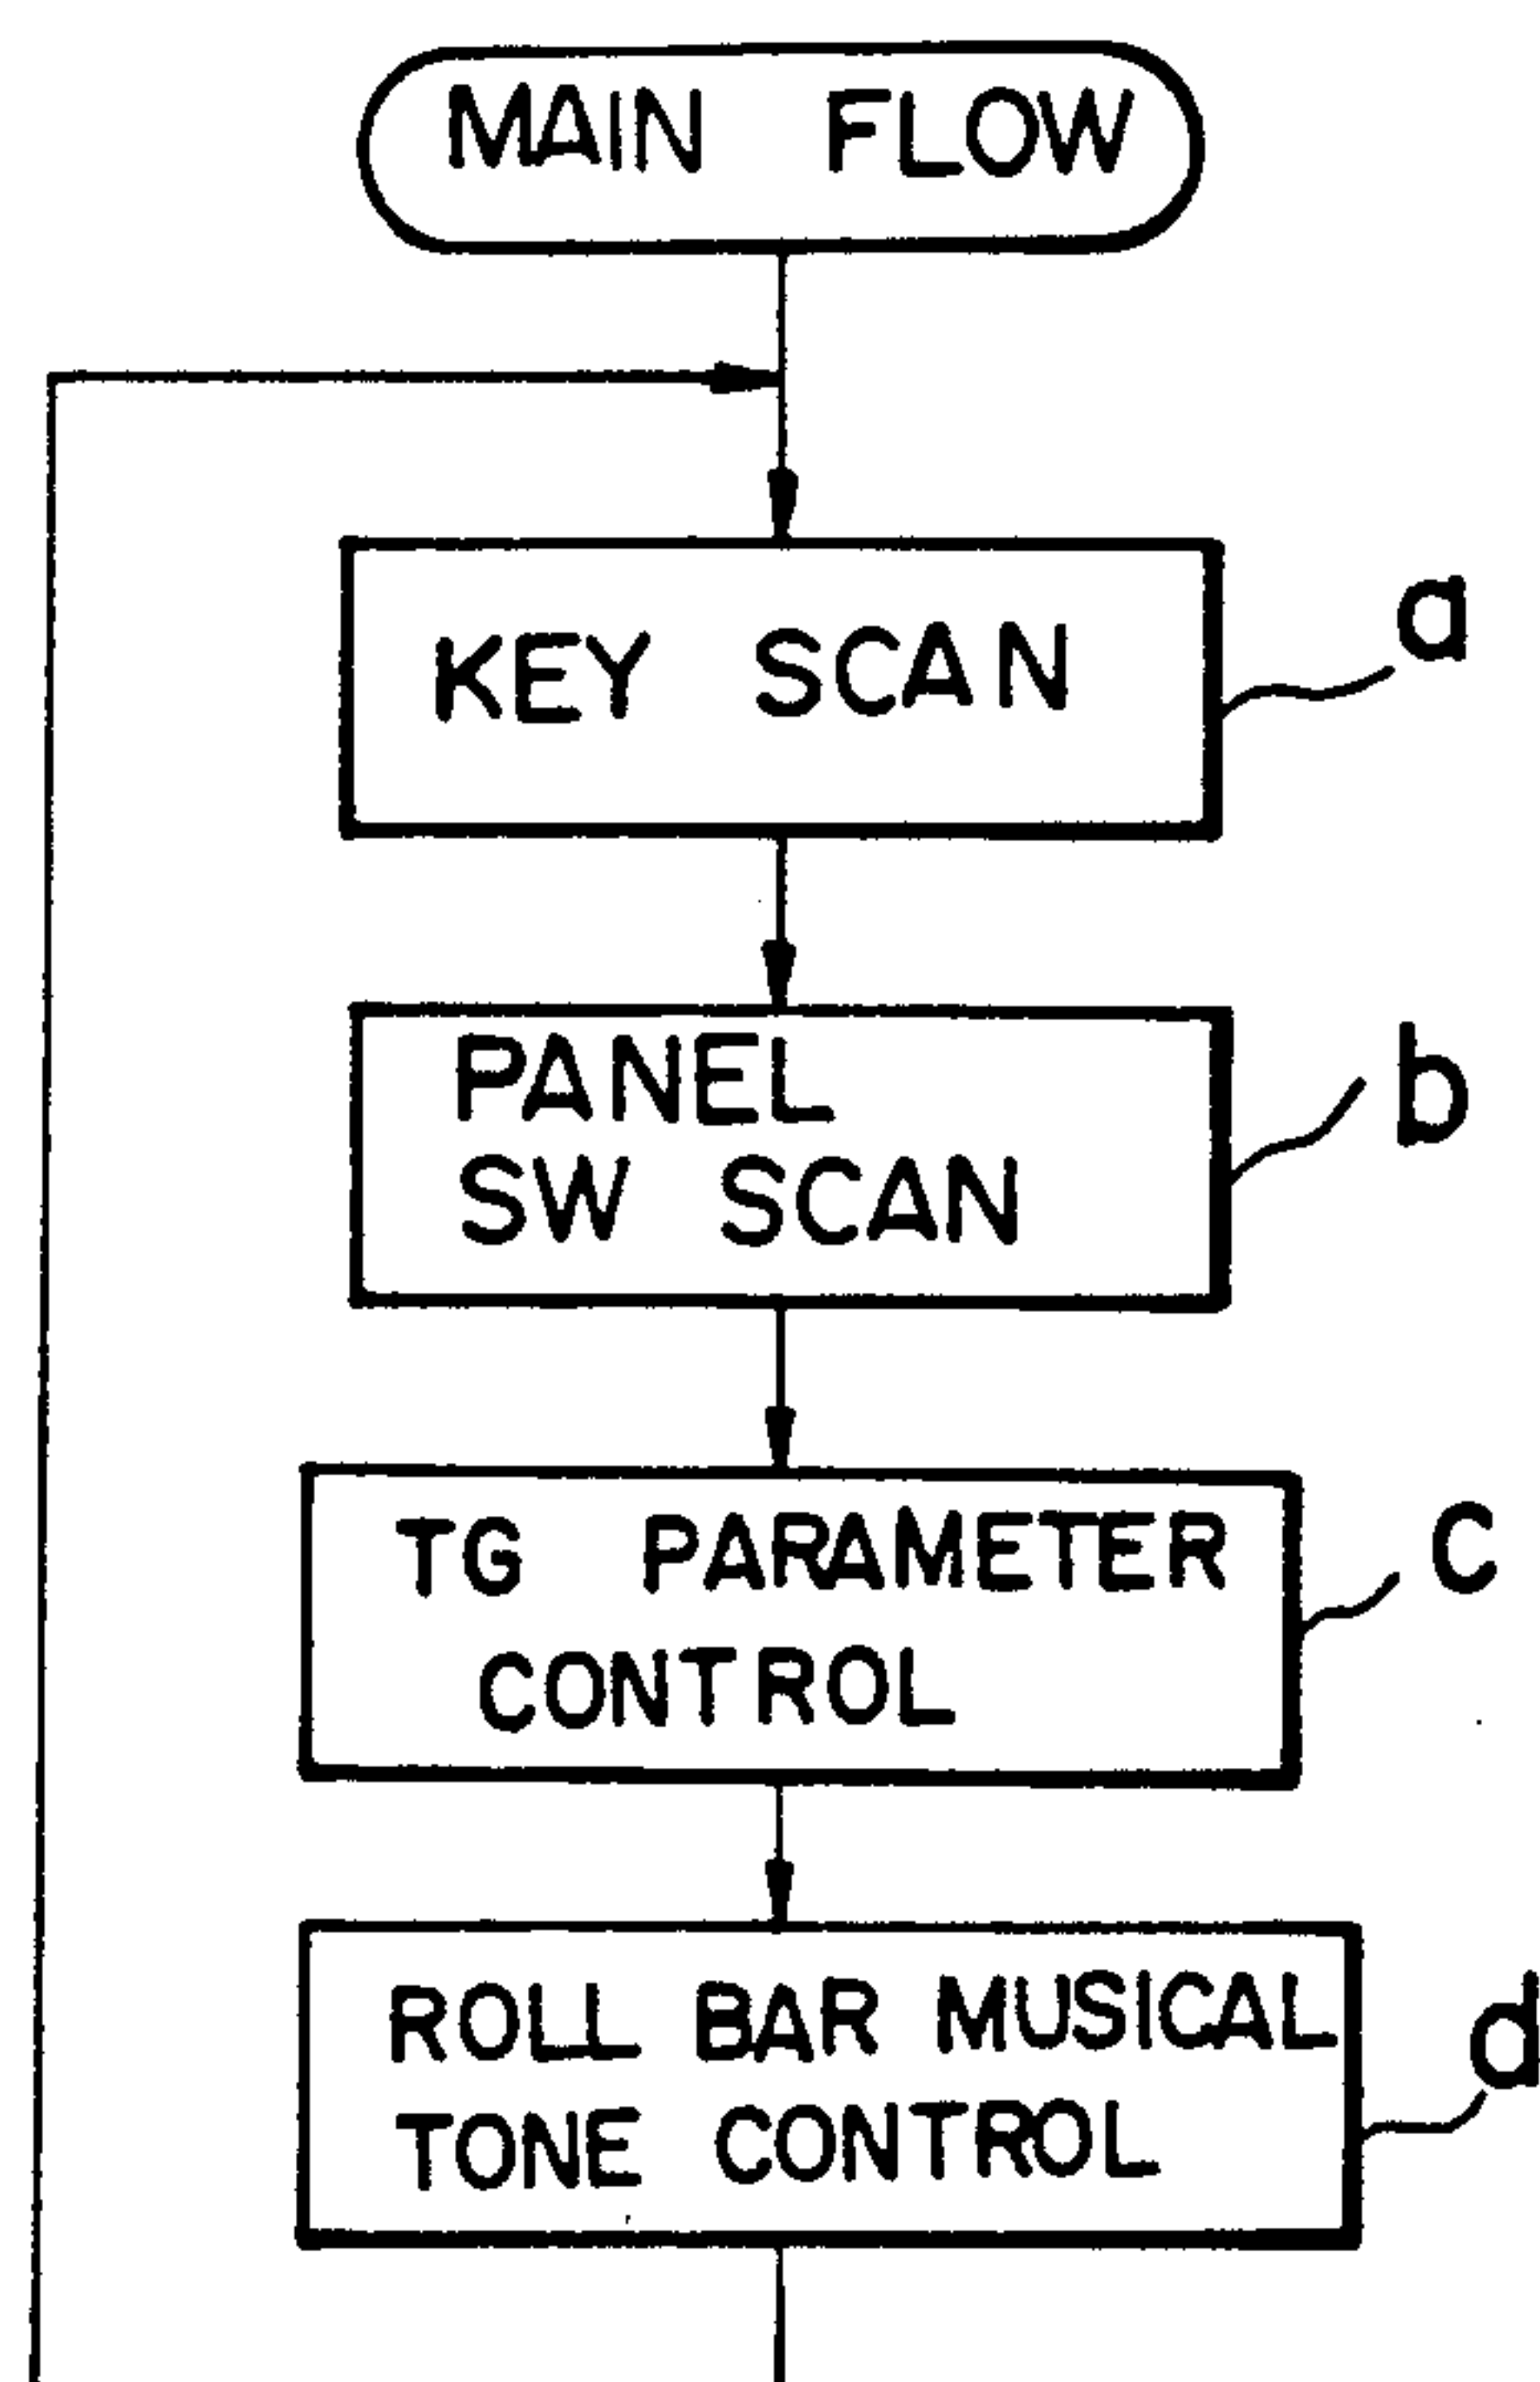 MAIN FLOW
KEY SCAN
a
PANEL
SW SCAN
b
TG PARAMETER
CONTROL
c
ROLL BAR MUSICAL
TONE CONTROL
d